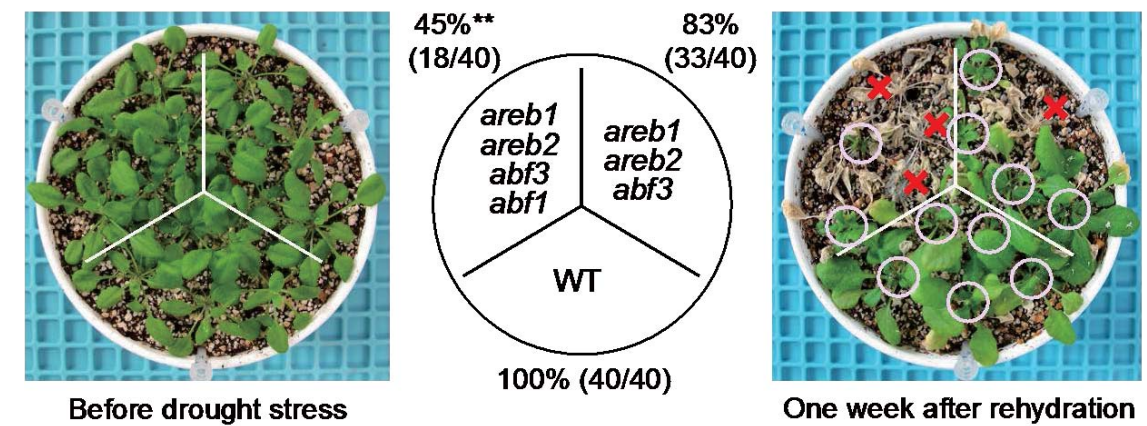 45%**
(18/40)
83%
(33/40)
areb1
areb2
abf3
abf1
areb1
areb2
abf3
WT
100% (40/40)
Before drought stress
One week after rehydration